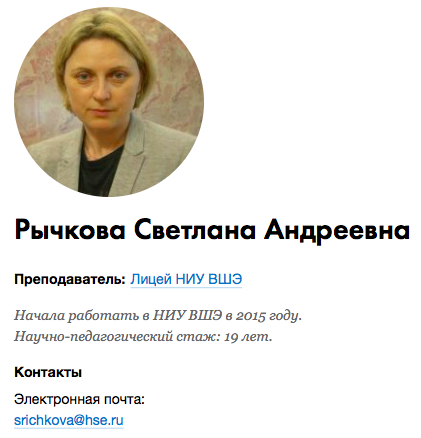 Рычкова Светлана Андреевна
Преподаватель: Лицей НИУ ВШЭ
Начала работать в НИУ ВШЭ в 2015 году.
Научно-педагогический стаж: 19 лет.
Контакты
Электронная почта:
srichkova@hse.ru